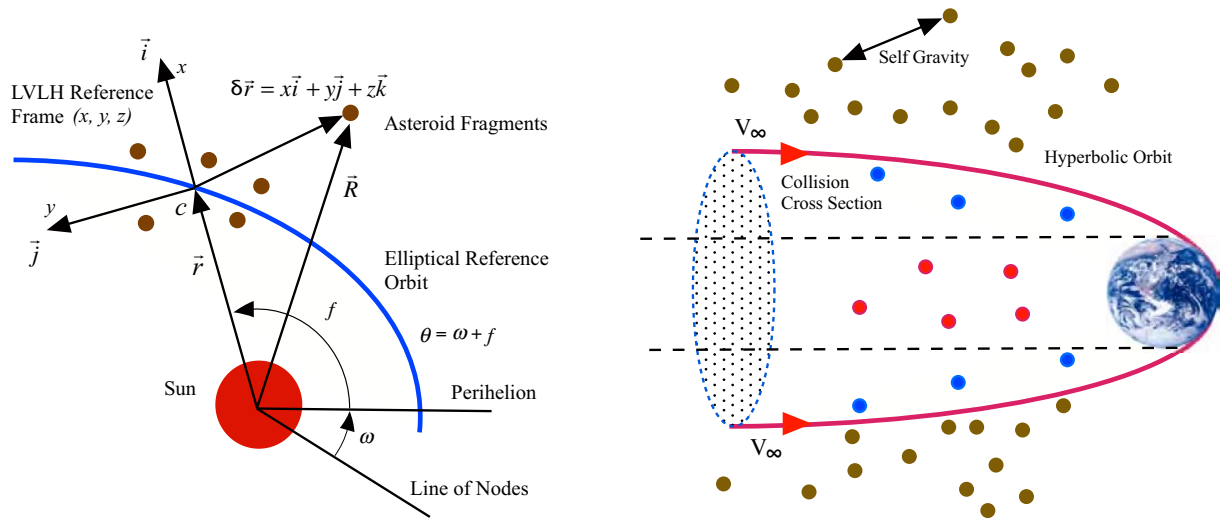 i⃗
x
δr⃗ = xi⃗ + yj⃗ + zk⃗
LVLH Reference
Frame (x, y, z)
Asteroid Fragments
R⃗
y
c
j⃗
r⃗
Elliptical Reference
Orbit
f
θ = ω + f
Sun
Perihelion
ω
Line of Nodes
Self Gravity
V∞
Hyperbolic Orbit
Collision
Cross Section
V∞